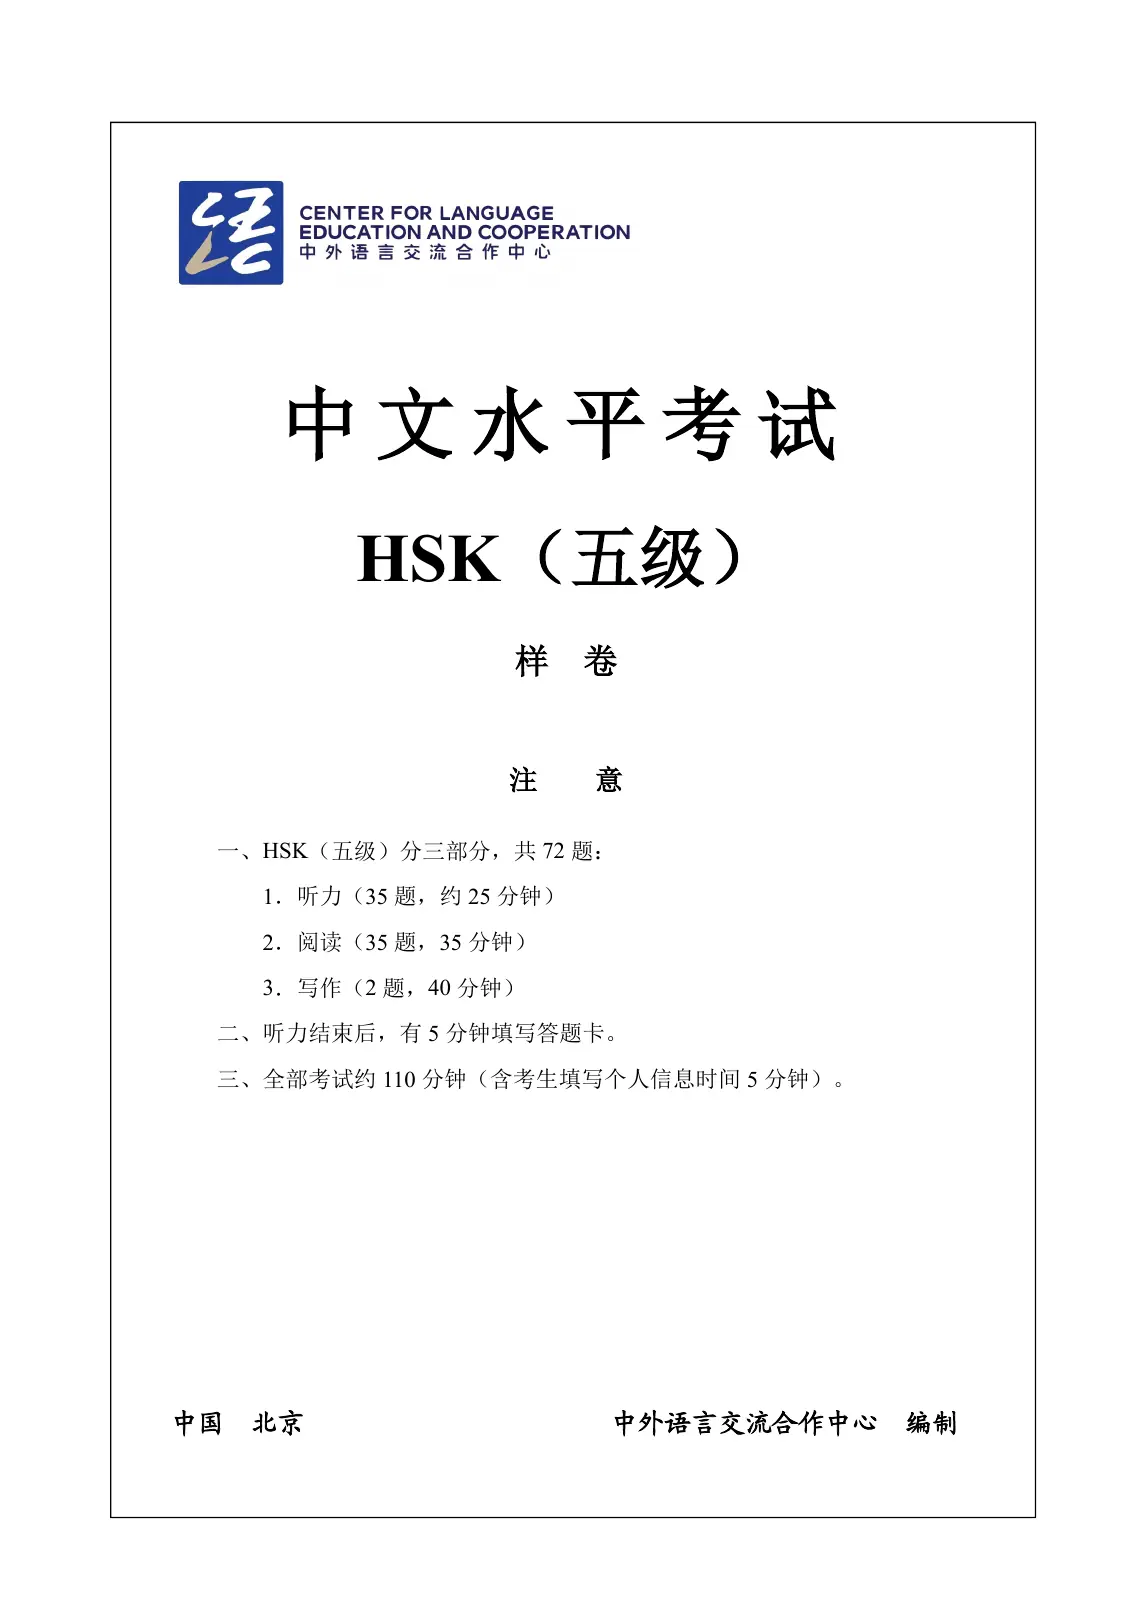 语
CENTER FOR LANGUAGE
EDUCATION AND COOPERATION
中外语言交流合作中心
中文水平考试
HSK（五级）
样 卷
注 意
一、HSK（五级）分三部分，共 72 题：
1．听力（35 题，约 25 分钟）
2．阅读（35 题，35 分钟）
3．写作（2 题，40 分钟）
二、听力结束后，有 5 分钟填写答题卡。
三、全部考试约 110 分钟（含考生填写个人信息时间 5 分钟）。
中国 北京 中外语言交流合作中心 编制